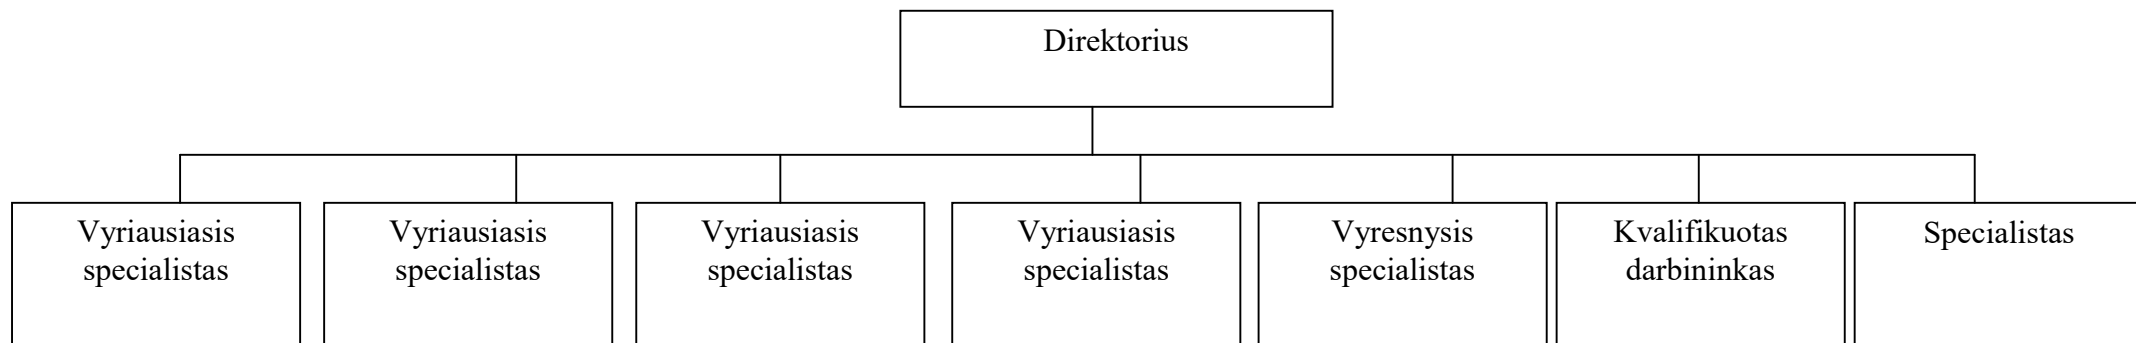 Direktorius
Vyriausiasis
specialistas
Vyriausiasis
specialistas
Vyriausiasis
specialistas
Vyriausiasis
specialistas
Vyresnysis
specialistas
Kvalifikuotas
darbininkas
Specialistas